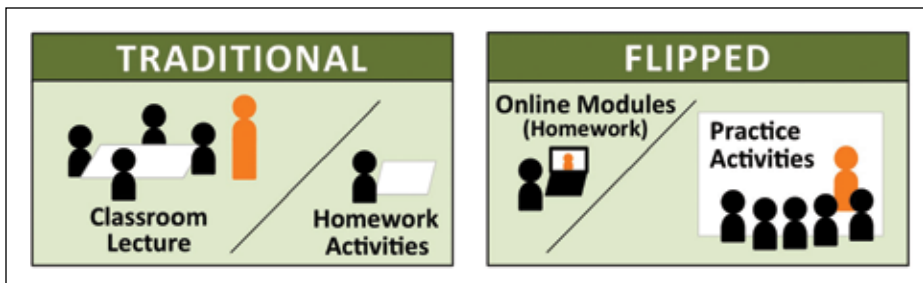 TRADITIONAL
Classroom
Lecture
Homework
Activities
FLIPPED
Online Modules
(Homework)
Practice
Activities